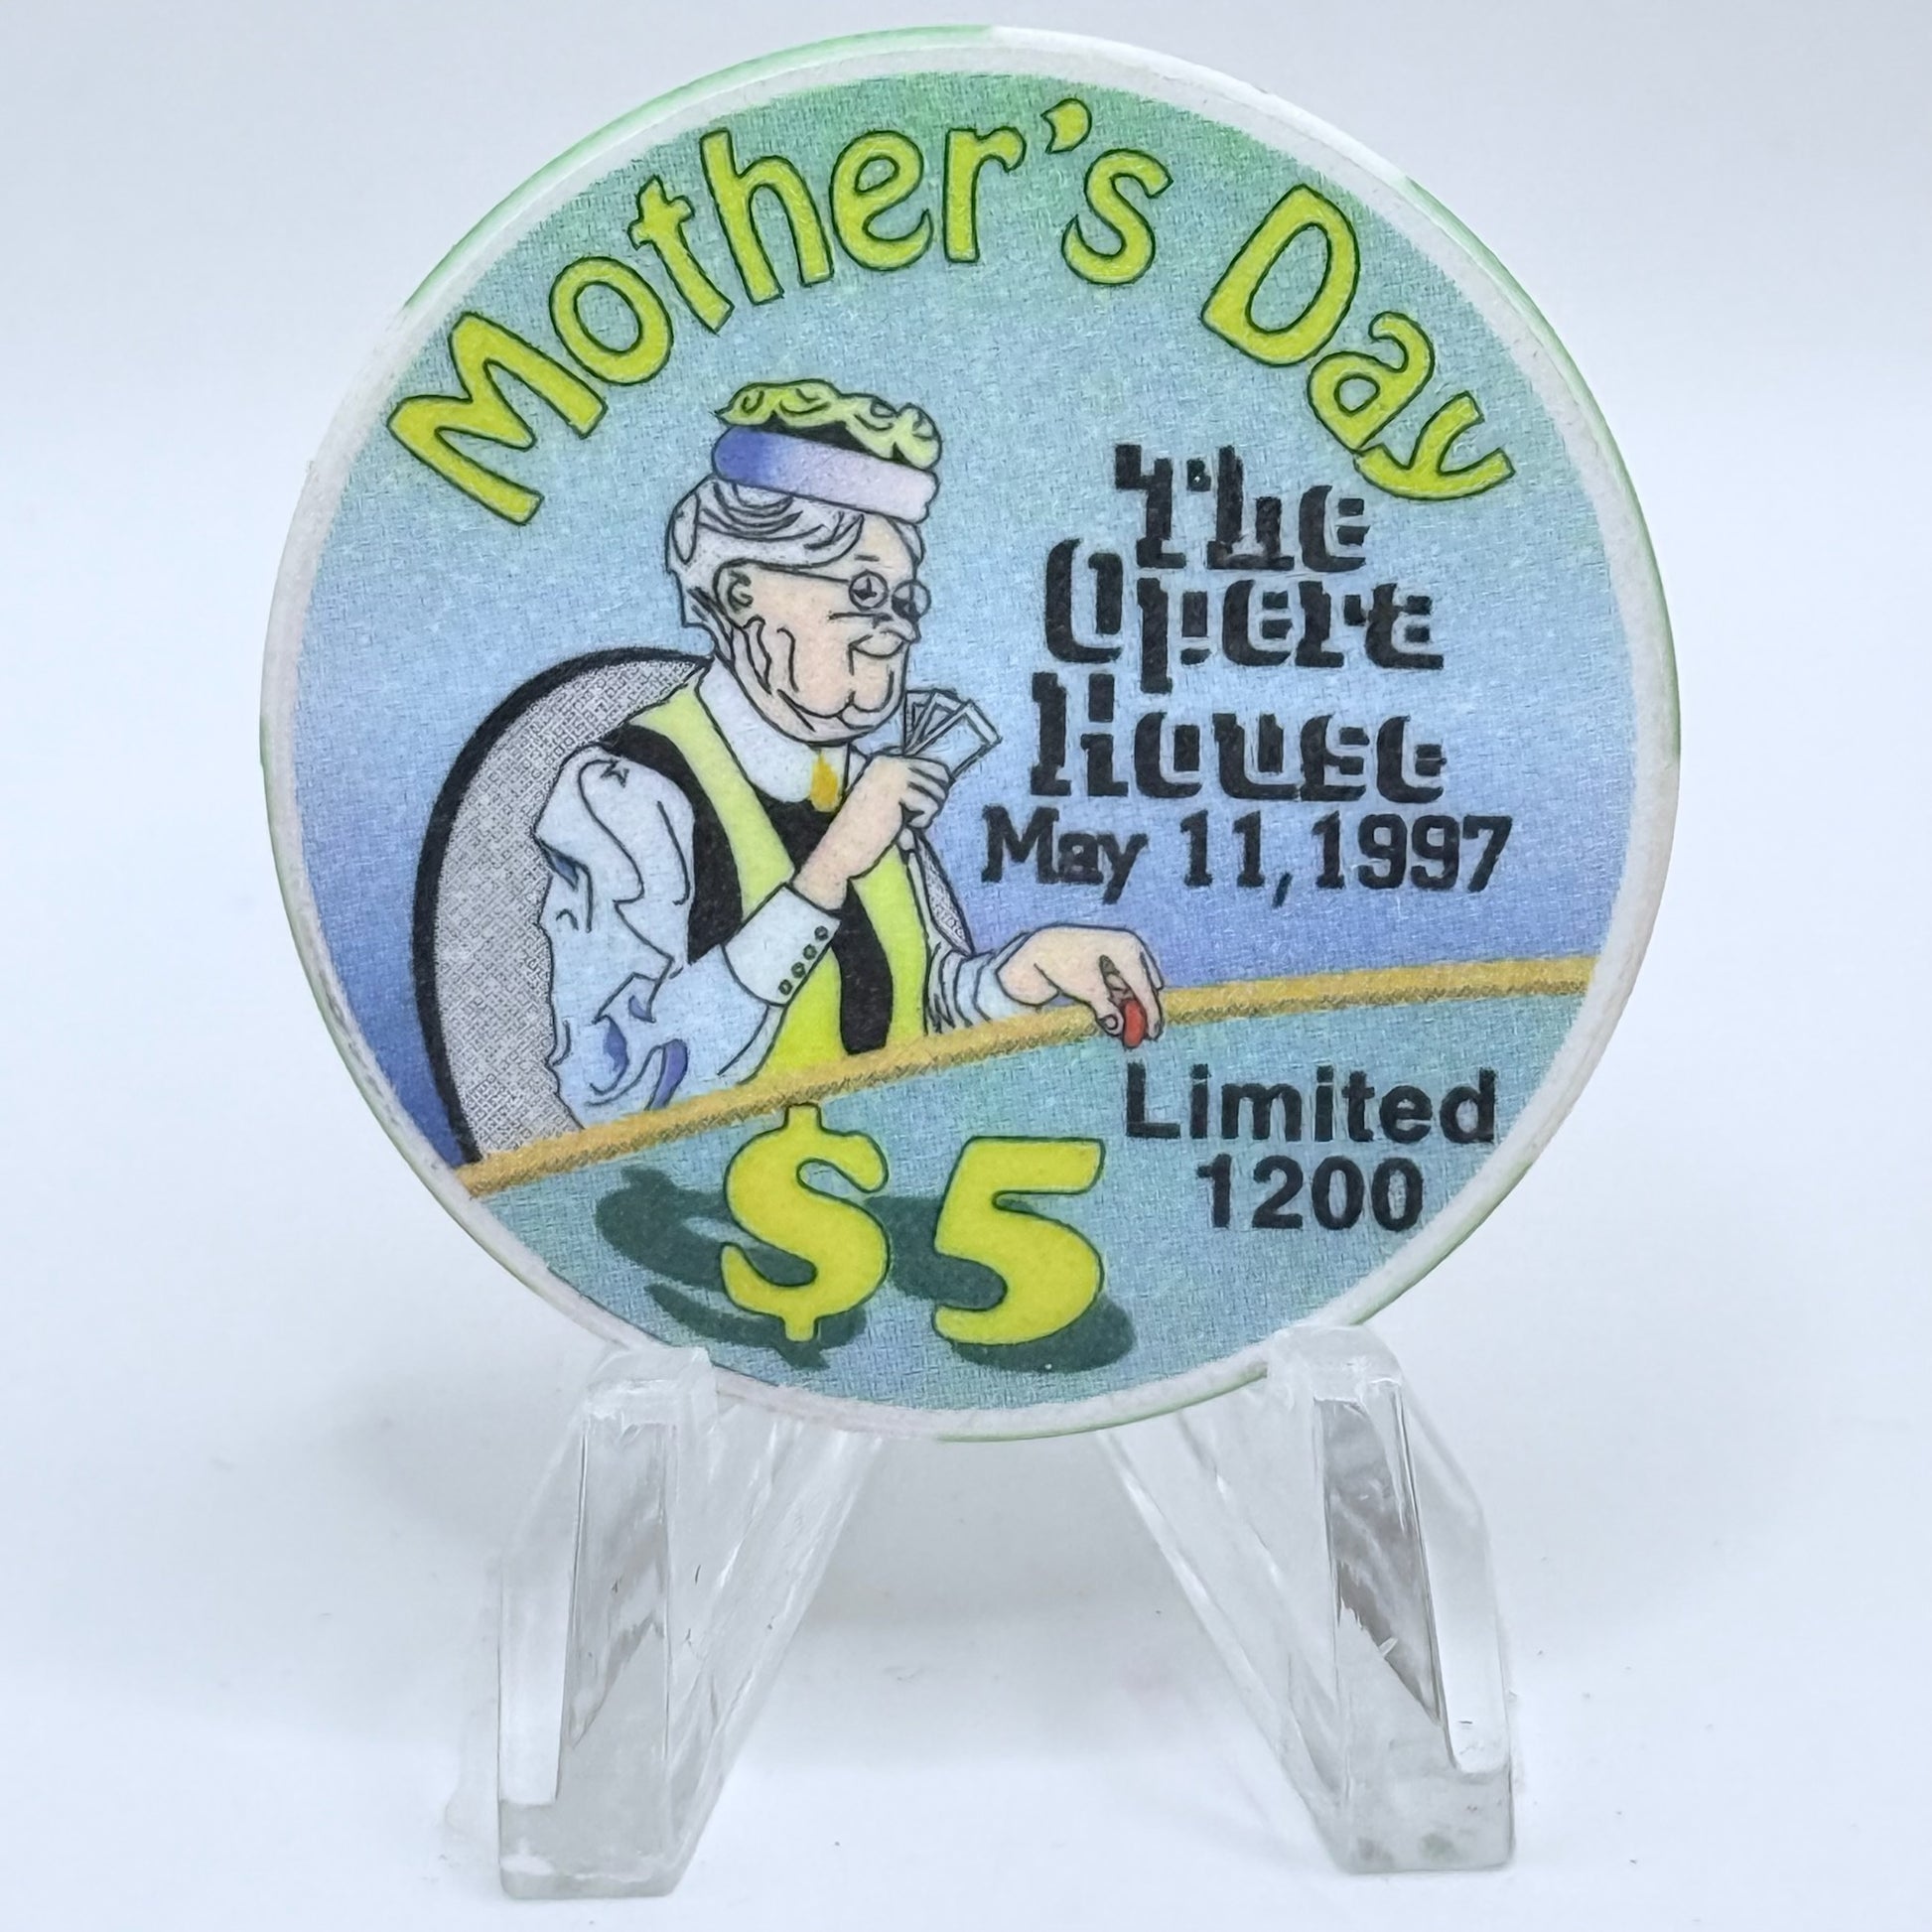 Mother's Day
The
Opera
House
May 11, 1997
Limited
1200
$5